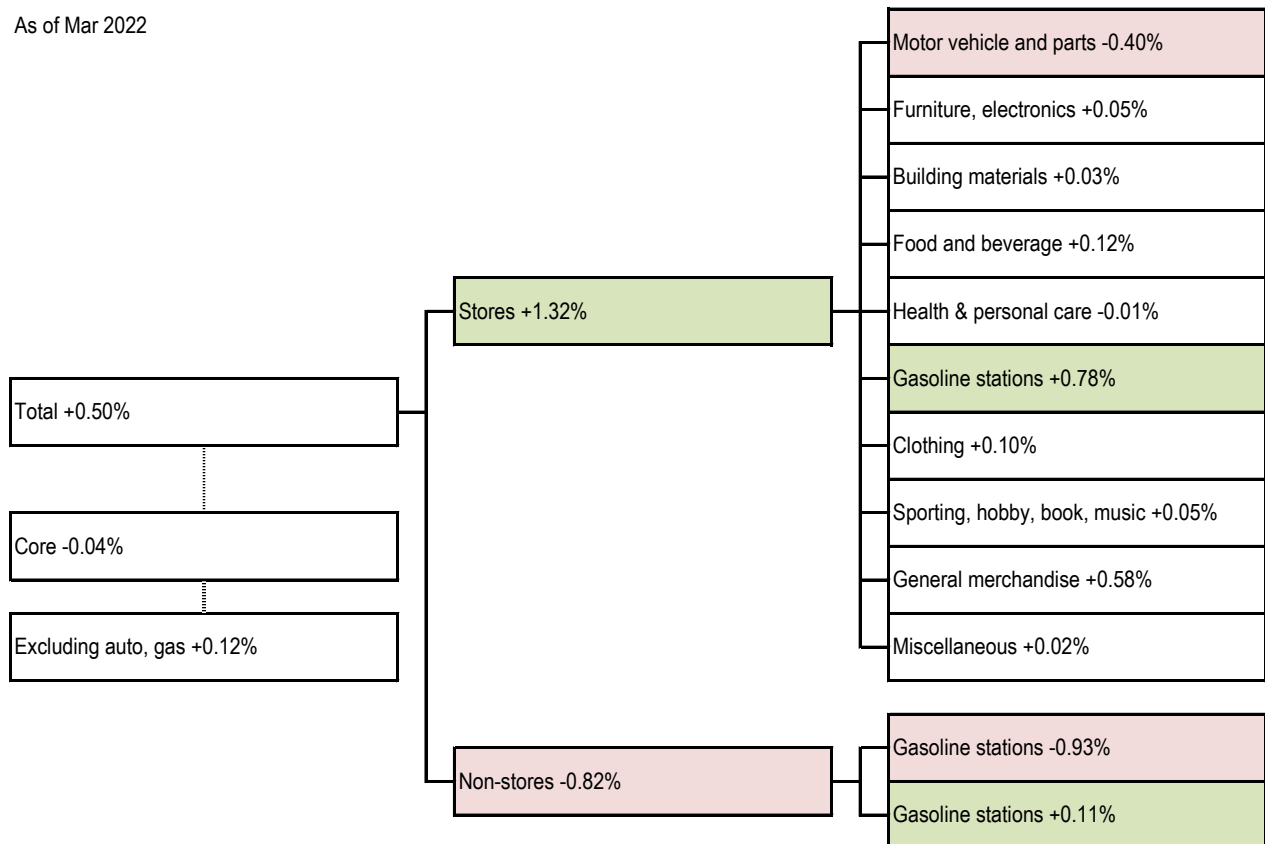 As of Mar 2022
Motor vehicle and parts -0.40%
Furniture, electronics +0.05%
Building materials +0.03%
Food and beverage +0.12%
Stores +1.32%
Health & personal care -0.01%
Gasoline stations +0.78%
Total +0.50%
Clothing +0.10%
Sporting, hobby, book, music +0.05%
Core -0.04%
General merchandise +0.58%
Excluding auto, gas +0.12%
Miscellaneous +0.02%
Gasoline stations -0.93%
Non-stores -0.82%
Gasoline stations +0.11%